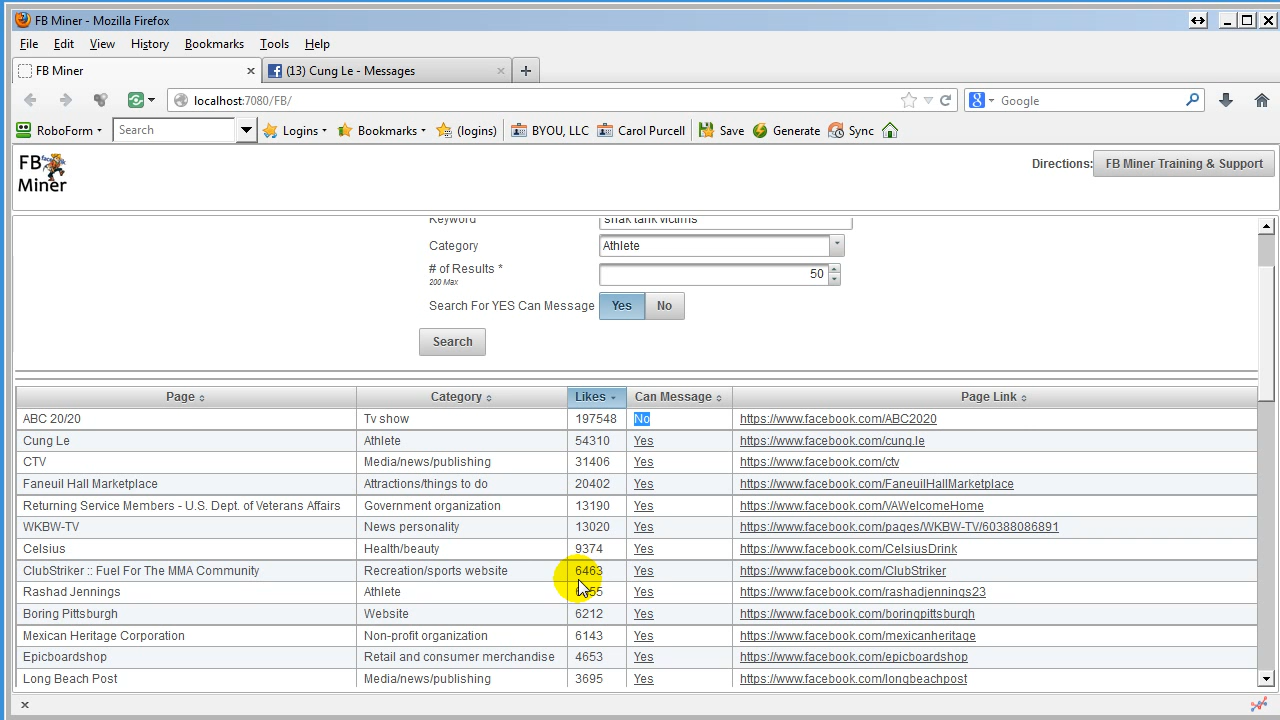 FB Miner - Mozilla Firefox
File Edit View History Bookmarks Tools Help
FB Miner (13) Cung Le - Messages
localhost:7080/FB/ Google
RoboForm Search Logins Bookmarks (logins) BYOU, LLC Carol Purcell Save Generate Sync
FB facebook Miner
Directions: FB Miner Training & Support
Keyword shak tank victims
Category Athlete
# of Results * 50
200 Max
Search For YES Can Message Yes No
Search
Page Category Likes Can Message Page Link
ABC 20/20 Tv show 197548 No https://www.facebook.com/ABC2020
Cung Le Athlete 54310 Yes https://www.facebook.com/cung.le
CTV Media/news/publishing 31406 Yes https://www.facebook.com/ctv
Faneuil Hall Marketplace Attractions/things to do 20402 Yes https://www.facebook.com/FaneuilHallMarketplace
Returning Service Members - U.S. Dept. of Veterans Affairs Government organization 13190 Yes https://www.facebook.com/VAWelcomeHome
WKBW-TV News personality 13020 Yes https://www.facebook.com/pages/WKBW-TV/60388086891
Celsius Health/beauty 9374 Yes https://www.facebook.com/CelsiusDrink
ClubStriker :: Fuel For The MMA Community Recreation/sports website 6463 Yes https://www.facebook.com/ClubStriker
Rashad Jennings Athlete Yes https://www.facebook.com/rashadjennings23
Boring Pittsburgh Website 6212 Yes https://www.facebook.com/boringpittsburgh
Mexican Heritage Corporation Non-profit organization 6143 Yes https://www.facebook.com/mexicanheritage
Epicboardshop Retail and consumer merchandise 4653 Yes https://www.facebook.com/epicboardshop
Long Beach Post Media/news/publishing 3695 Yes https://www.facebook.com/longbeachpost